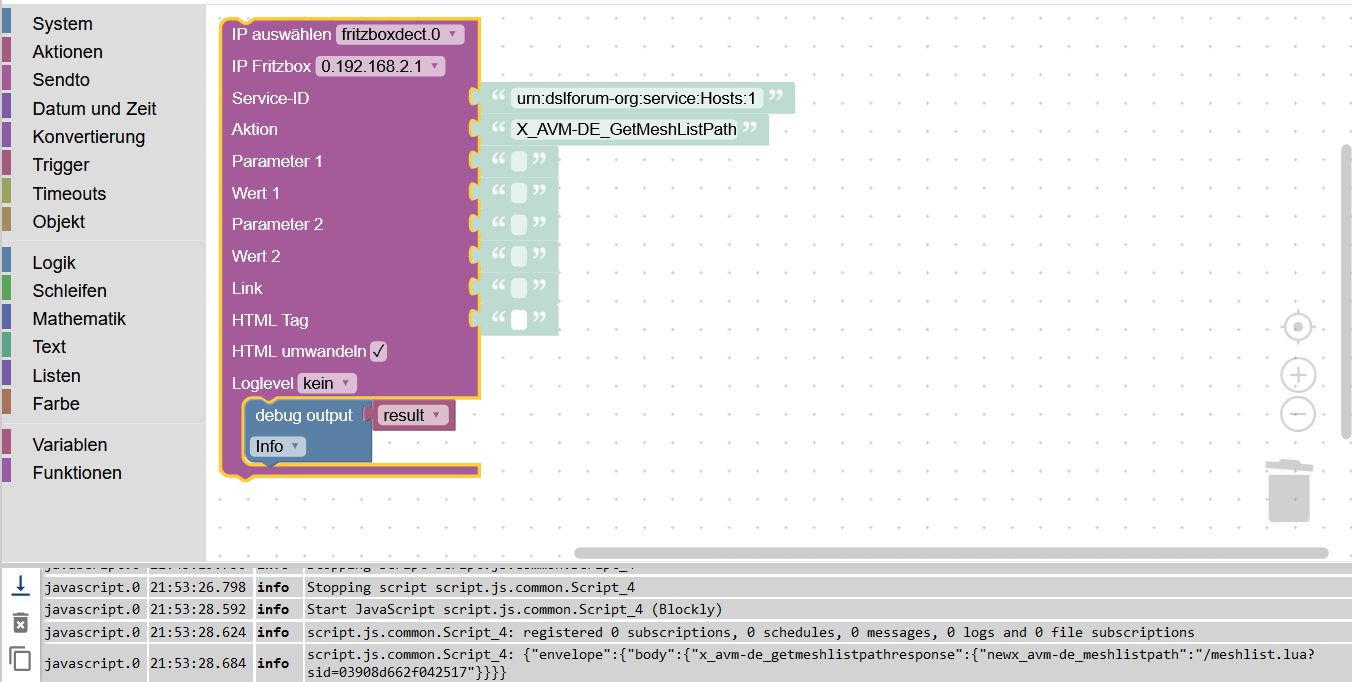 System
Aktionen
Sendto
Datum und Zeit
Konvertierung
Trigger
Timeouts
Objekt
Logik
Schleifen
Mathematik
Text
Listen
Farbe
Variablen
Funktionen
IP auswählen fritzboxdect.0
IP Fritzbox 0.192.168.2.1
Service-ID “ urn:dslforum-org:service:Hosts:1 ”
Aktion “ X_AVM-DE_GetMeshListPath ”
Parameter 1 “ ”
Wert 1 “ ”
Parameter 2 “ ”
Wert 2 “ ”
Link “ ”
HTML Tag “ ”
HTML umwandeln ✓
Loglevel kein
debug output result
Info
javascript.0 21:53:26.798 info Stopping script script.js.common.Script_4
javascript.0 21:53:28.592 info Start JavaScript script.js.common.Script_4 (Blockly)
javascript.0 21:53:28.624 info script.js.common.Script_4: registered 0 subscriptions, 0 schedules, 0 messages, 0 logs and 0 file subscriptions
javascript.0 21:53:28.684 info script.js.common.Script_4: {"envelope":{"body":{"x_avm-de_getmeshlistpathresponse":{"newx_avm-de_meshlistpath":"/meshlist.lua?
sid=03908d662f042517"}}}}